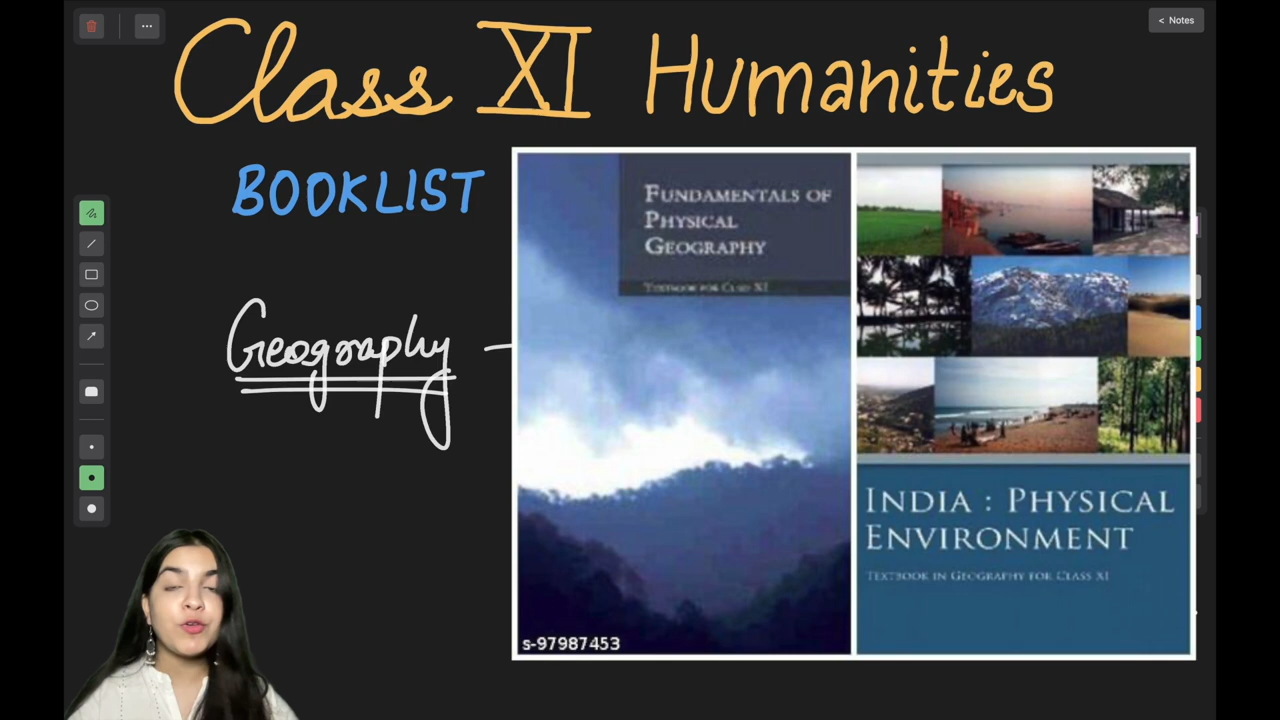 < Notes
Class XI Humanities
BOOKLIST
Geography -
FUNDAMENTALS OF
PHYSICAL
GEOGRAPHY
TEXTBOOK FOR CLASS XI
s-97987453
INDIA : PHYSICAL
ENVIRONMENT
TEXTBOOK IN GEOGRAPHY FOR CLASS XI